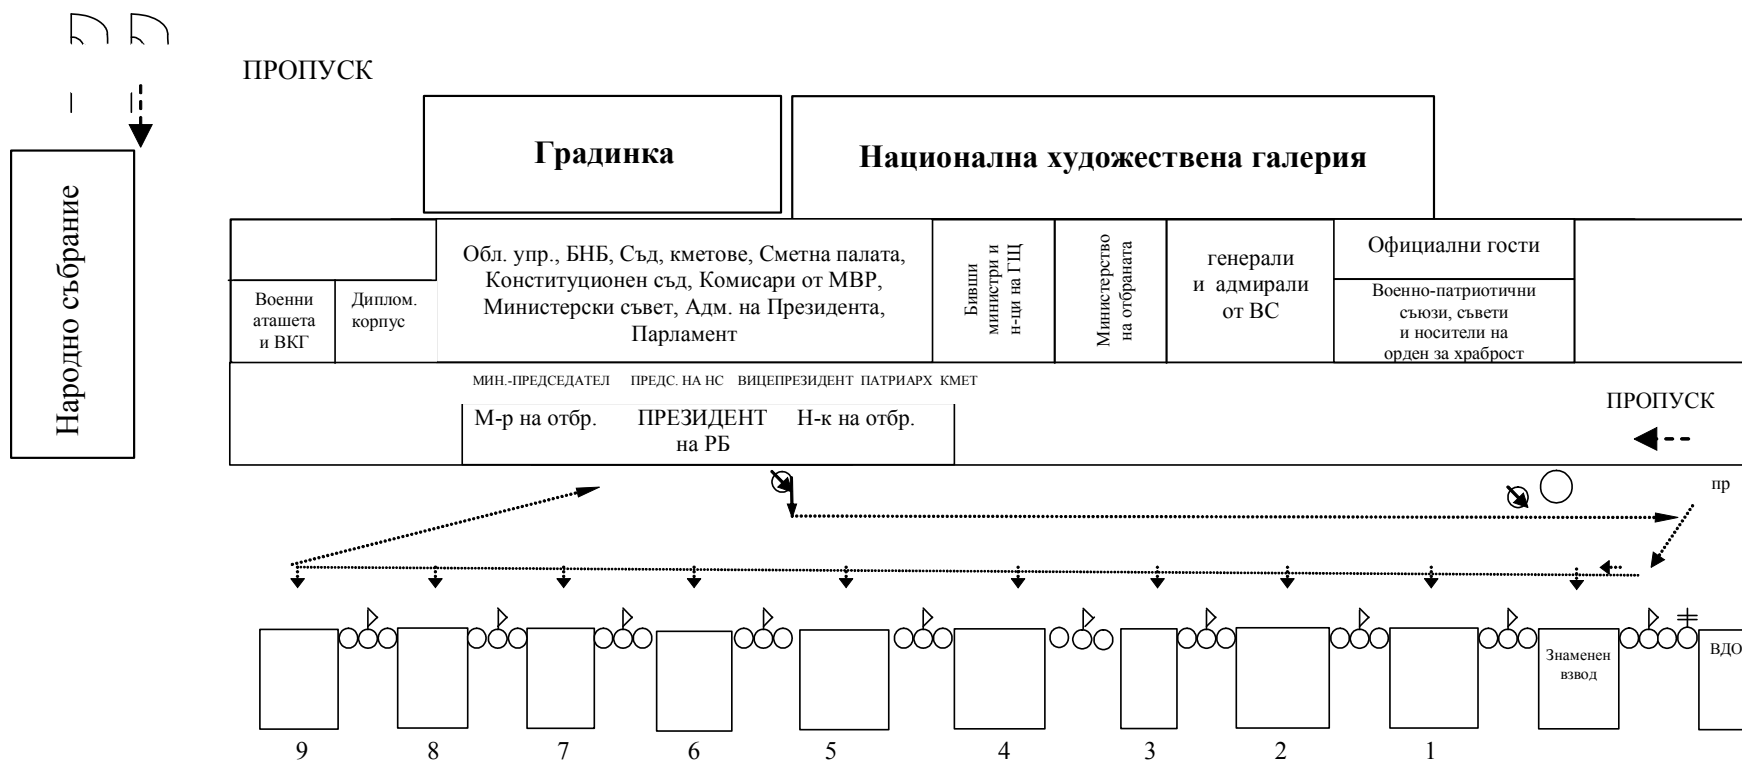 ПРОПУСК
Градинка
Национална художествена галерия
Народно събрание
Военни
аташета
и ВКГ
Диплом.
корпус
Обл. упр., БНБ, Съд, кметове, Сметна палата,
Конституционен съд, Комисари от МВР,
Министерски съвет, Адм. на Президента,
Парламент
Бивши
министри и
н-ци на ГЩ
Министерство
на отбраната
генерали
и адмирали
от ВС
Официални гости
Военно-патриотични
съюзи, съвети
и носители на
орден за храброст
МИН.-ПРЕДСЕДАТЕЛ ПРЕДС. НА НС ВИЦЕПРЕЗИДЕНТ ПАТРИАРХ КМЕТ
М-р на отбр. ПРЕЗИДЕНТ Н-к на отбр.
на РБ
ПРОПУСК
пр
Знаменен
взвод
ВДО
9 8 7 6 5 4 3 2 1